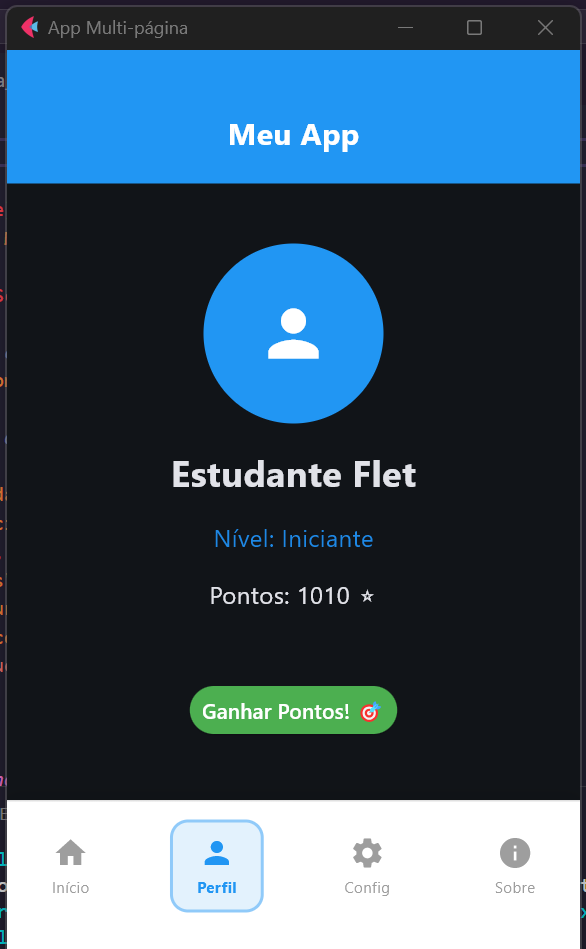 App Multi-página
Meu App
Estudante Flet
Nível: Iniciante
Pontos: 1010 ⭐
Ganhar Pontos! 🎯
Início
Perfil
Config
Sobre